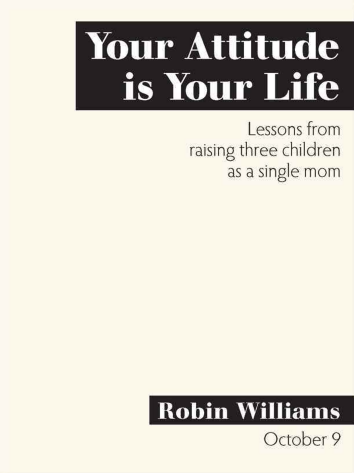 Your Attitude
is Your Life
Lessons from
raising three children
as a single mom
Robin Williams
October 9